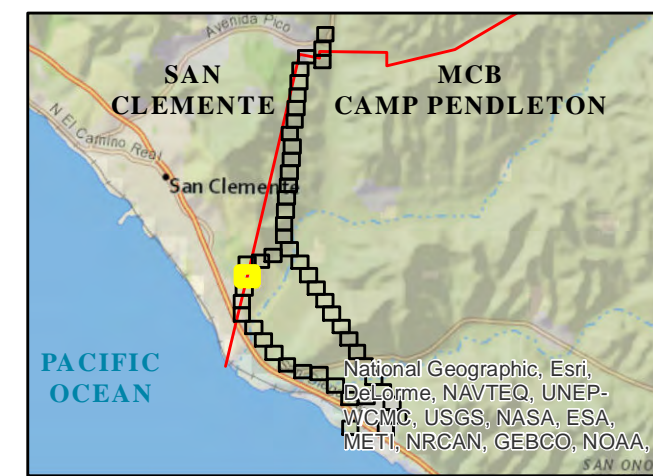 Avenida Pico
SAN
CLEMENTE
MCB
CAMP PENDLETON
N El Camino Real
San Clemente
PACIFIC
OCEAN
National Geographic, Esri,
DeLorme, NAVTEQ, UNEP-
WCMC, USGS, NASA, ESA,
METI, NRCAN, GEBCO, NOAA,
SAN ONO